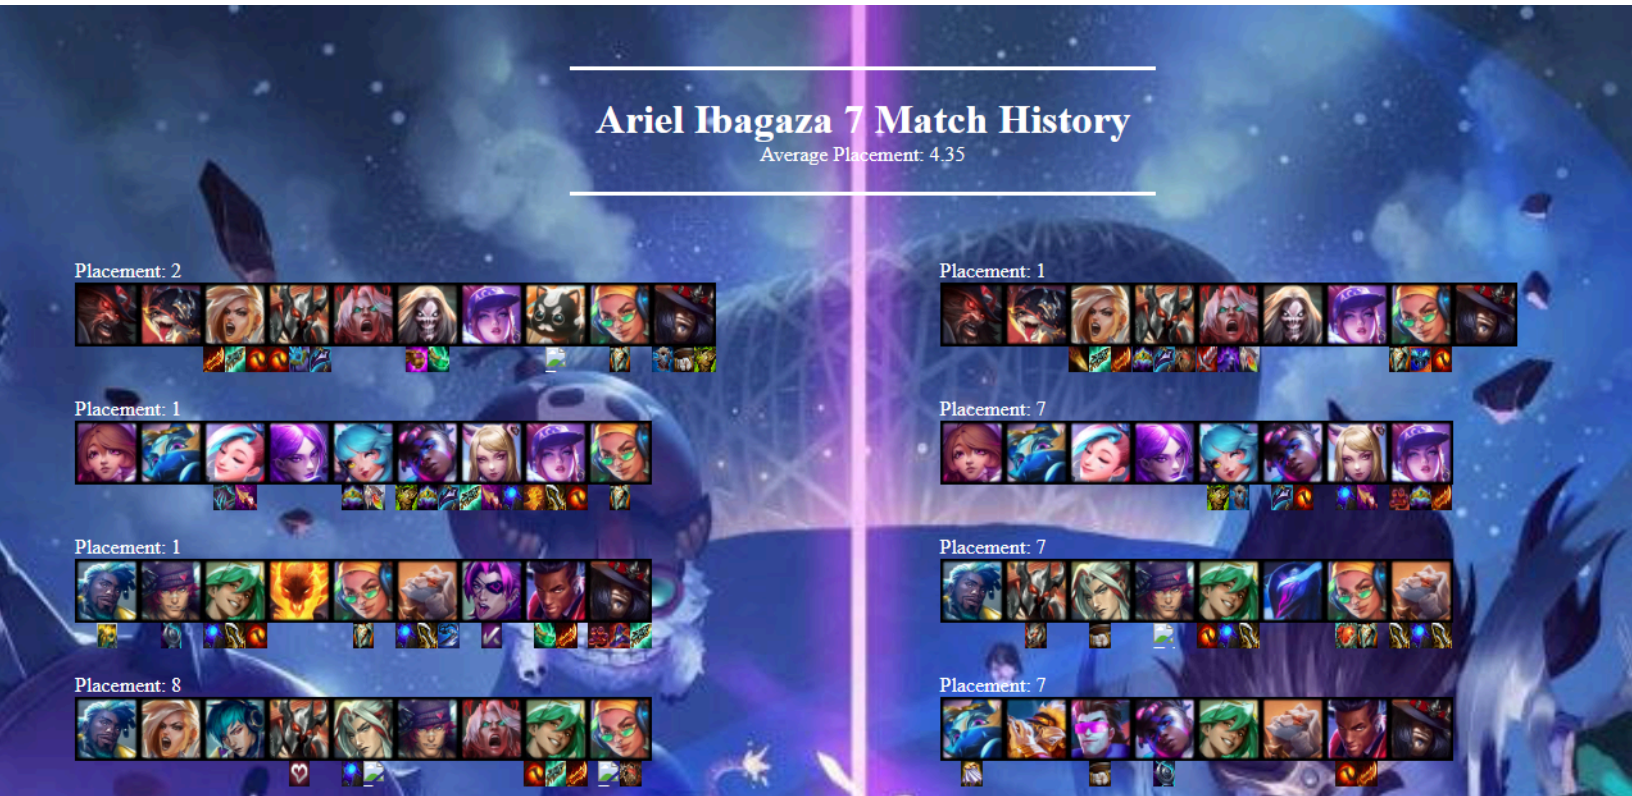 Ariel Ibagaza 7 Match History
Average Placement: 4.35
Placement: 2
Placement: 1
Placement: 1
Placement: 7
Placement: 1
Placement: 7
Placement: 8
Placement: 7